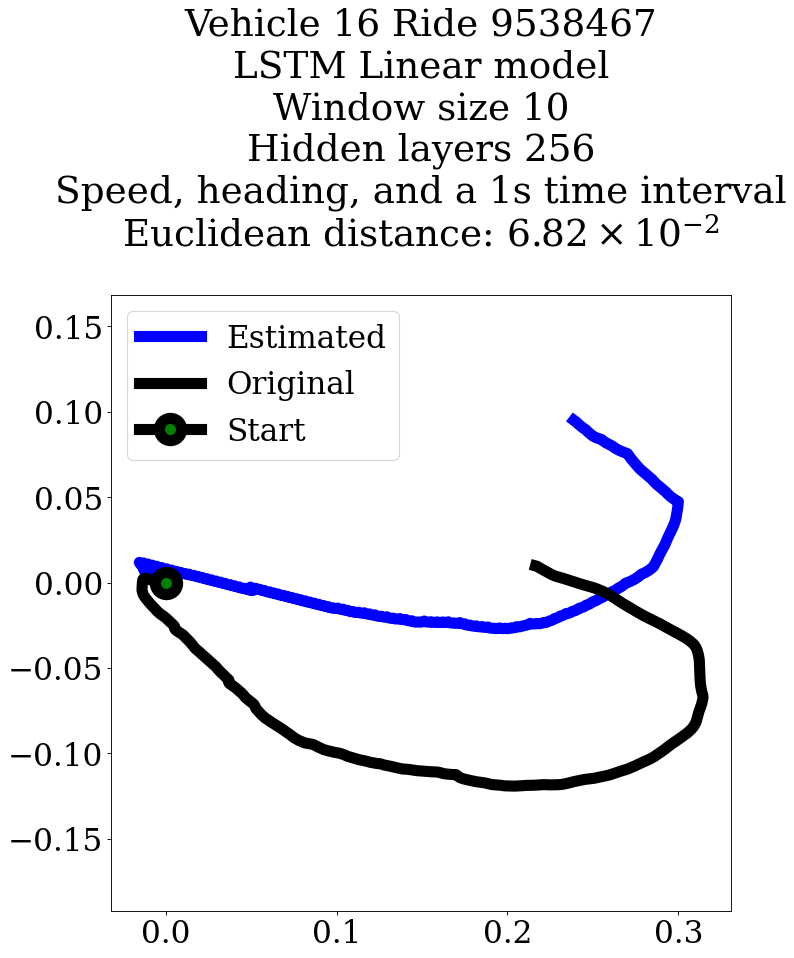 Vehicle 16 Ride 9538467
LSTM Linear model
Window size 10
Hidden layers 256
Speed, heading, and a 1s time interval
Euclidean distance: 6.82 × 10⁻²
Estimated
Original
Start
0.15
0.10
0.05
0.00
−0.05
−0.10
−0.15
0.0 0.1 0.2 0.3